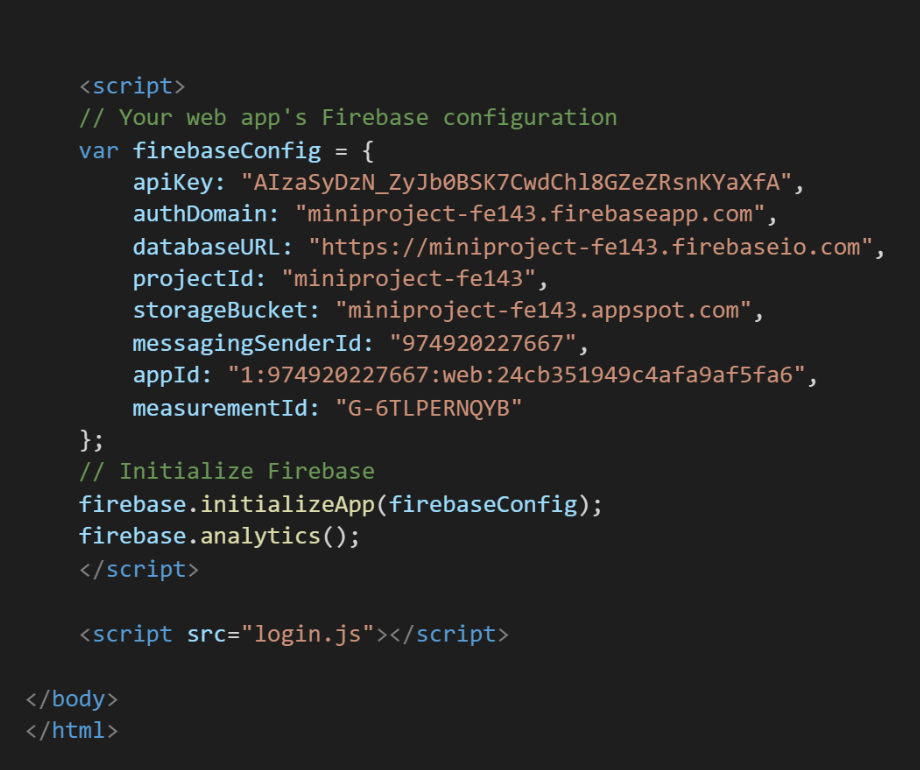 <script>
// Your web app's Firebase configuration
var firebaseConfig = {
apiKey: "AIzaSyDzN_ZyJb0BSK7CwdChl8GZeZRsnKYaXfA",
authDomain: "miniproject-fe143.firebaseapp.com",
databaseURL: "https://miniproject-fe143.firebaseio.com",
projectId: "miniproject-fe143",
storageBucket: "miniproject-fe143.appspot.com",
messagingSenderId: "974920227667",
appId: "1:974920227667:web:24cb351949c4afa9af5fa6",
measurementId: "G-6TLPERNQYB"
};
// Initialize Firebase
firebase.initializeApp(firebaseConfig);
firebase.analytics();
</script>
<script src="login.js"></script>
</body>
</html>